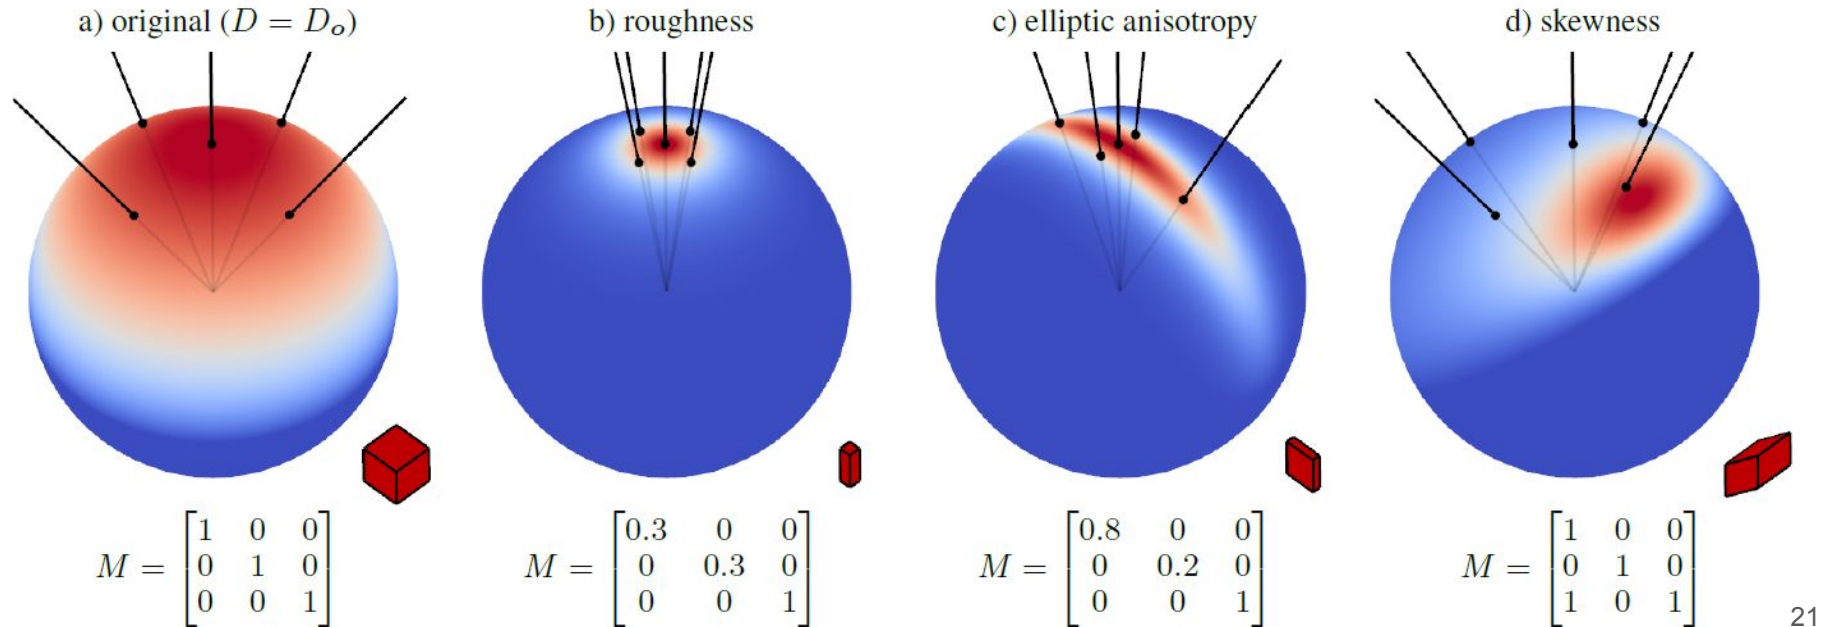 a) original (D = Dₒ)
b) roughness
c) elliptic anisotropy
d) skewness
M = [1 0 0
0 1 0
0 0 1]
M = [0.3 0 0
0 0.3 0
0 0 1]
M = [0.8 0 0
0 0.2 0
0 0 1]
M = [1 0 0
0 1 0
1 0 1]
21